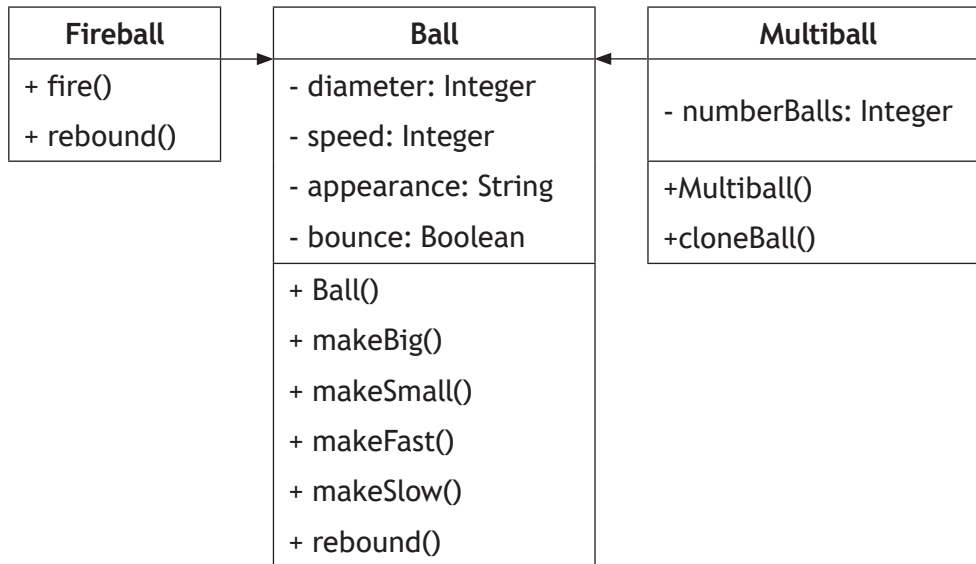 Fireball
+ fire()
+ rebound()
Ball
- diameter: Integer
- speed: Integer
- appearance: String
- bounce: Boolean
+ Ball()
+ makeBig()
+ makeSmall()
+ makeFast()
+ makeSlow()
+ rebound()
Multiball
- numberBalls: Integer
+Multiball()
+cloneBall()